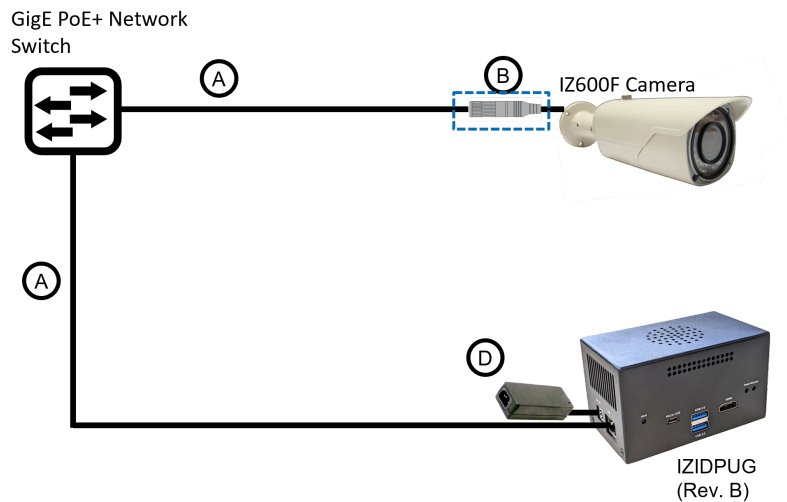 GigE PoE+ Network
Switch
A
B
IZ600F Camera
A
D
IZIDPUG
(Rev. B)